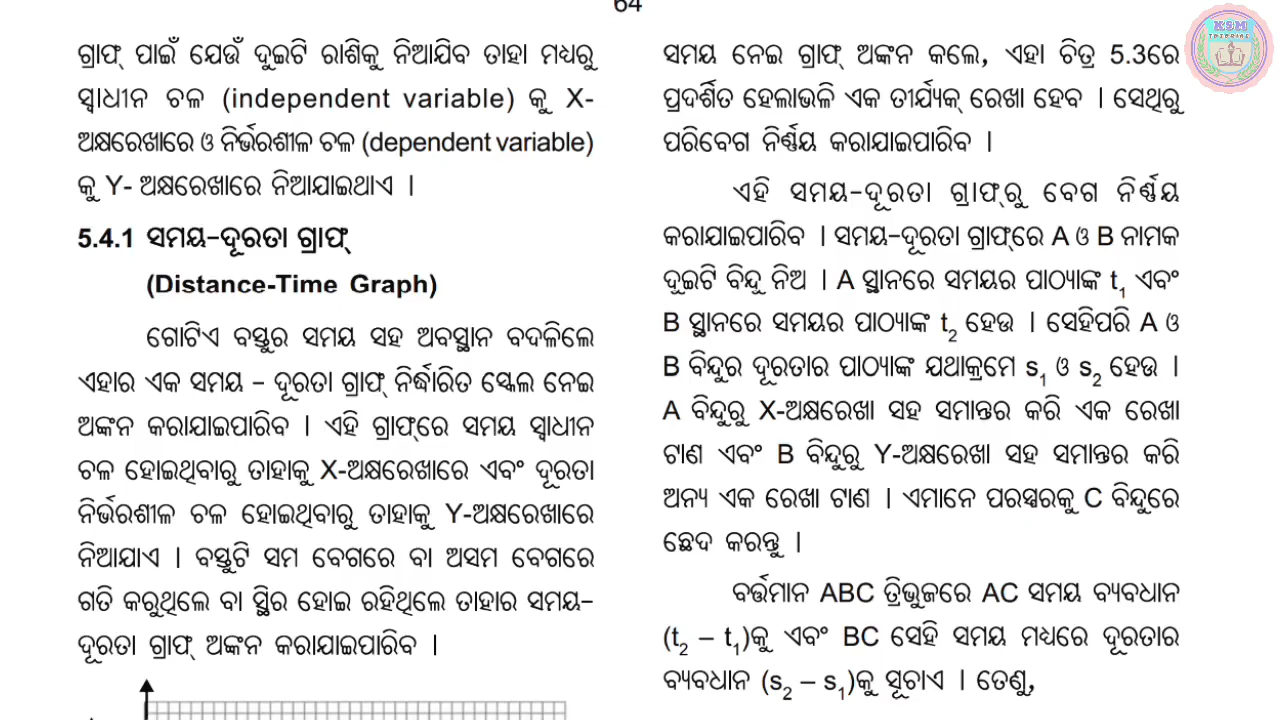 64
ଗ୍ରାଫ୍ ପାଇଁ ଯେଉଁ ଦୁଇଟି ରାଶିକୁ ନିଆଯିବ ତାହା ମଧ୍ୟରୁ
ସ୍ୱାଧୀନ ଚଳ (independent variable) କୁ X-
ଅକ୍ଷରେଖାରେ ଓ ନିର୍ଭରଶୀଳ ଚଳ (dependent variable)
କୁ Y- ଅକ୍ଷରେଖାରେ ନିଆଯାଇଥାଏ ।
5.4.1 ସମୟ-ଦୂରତା ଗ୍ରାଫ୍
(Distance-Time Graph)
ଗୋଟିଏ ବସ୍ତୁର ସମୟ ସହ ଅବସ୍ଥାନ ବଦଳିଲେ
ଏହାର ଏକ ସମୟ – ଦୂରତା ଗ୍ରାଫ୍ ନିର୍ଦ୍ଧାରିତ ସ୍କେଲ ନେଇ
ଅଙ୍କନ କରାଯାଇପାରିବ । ଏହି ଗ୍ରାଫ୍‌ରେ ସମୟ ସ୍ୱାଧୀନ
ଚଳ ହୋଇଥିବାରୁ ତାହାକୁ X-ଅକ୍ଷରେଖାରେ ଏବଂ ଦୂରତା
ନିର୍ଭରଶୀଳ ଚଳ ହୋଇଥିବାରୁ ତାହାକୁ Y-ଅକ୍ଷରେଖାରେ
ନିଆଯାଏ । ବସ୍ତୁଟି ସମ ବେଗରେ ବା ଅସମ ବେଗରେ
ଗତି କରୁଥିଲେ ବା ସ୍ଥିର ହୋଇ ରହିଥିଲେ ତାହାର ସମୟ-
ଦୂରତା ଗ୍ରାଫ୍ ଅଙ୍କନ କରାଯାଇପାରିବ ।
ସମୟ ନେଇ ଗ୍ରାଫ୍ ଅଙ୍କନ କଲେ, ଏହା ଚିତ୍ର 5.3ରେ
ପ୍ରଦର୍ଶିତ ହେଲାଭଳି ଏକ ତୀର୍ଯ୍ୟକ୍ ରେଖା ହେବ । ସେଥିରୁ
ପରିବେଗ ନିର୍ଣ୍ଣୟ କରାଯାଇପାରିବ ।
ଏହି ସମୟ-ଦୂରତା ଗ୍ରାଫ୍‌ରୁ ବେଗ ନିର୍ଣ୍ଣୟ
କରାଯାଇପାରିବ । ସମୟ-ଦୂରତା ଗ୍ରାଫ୍‌ରେ A ଓ B ନାମକ
ଦୁଇଟି ବିନ୍ଦୁ ନିଅ । A ସ୍ଥାନରେ ସମୟର ପାଠ୍ୟାଙ୍କ t₁ ଏବଂ
B ସ୍ଥାନରେ ସମୟର ପାଠ୍ୟାଙ୍କ t₂ ହେଉ । ସେହିପରି A ଓ
B ବିନ୍ଦୁର ଦୂରତାର ପାଠ୍ୟାଙ୍କ ଯଥାକ୍ରମେ s₁ ଓ s₂ ହେଉ ।
A ବିନ୍ଦୁରୁ X-ଅକ୍ଷରେଖା ସହ ସମାନ୍ତର କରି ଏକ ରେଖା
ଟାଣ ଏବଂ B ବିନ୍ଦୁରୁ Y-ଅକ୍ଷରେଖା ସହ ସମାନ୍ତର କରି
ଅନ୍ୟ ଏକ ରେଖା ଟାଣ । ଏମାନେ ପରସ୍ପରକୁ C ବିନ୍ଦୁରେ
ଛେଦ କରନ୍ତୁ ।
ବର୍ତ୍ତମାନ ABC ତ୍ରିଭୁଜରେ AC ସମୟ ବ୍ୟବଧାନ
(t₂ – t₁)କୁ ଏବଂ BC ସେହି ସମୟ ମଧ୍ୟରେ ଦୂରତାର
ବ୍ୟବଧାନ (s₂ – s₁)କୁ ସୂଚାଏ । ତେଣୁ,
KSM